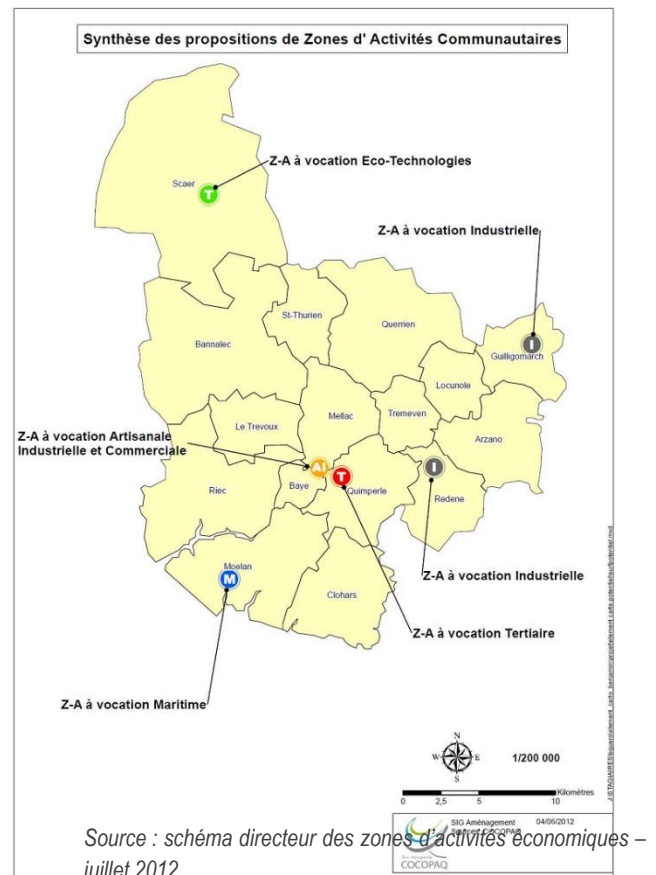 Synthèse des propositions de Zones d' Activités Communautaires
Z-A à vocation Eco-Technologies
Scaer
T
Z-A à vocation Industrielle
St-Thurien
Querrien
I
Bannalec
Guilligomarch
Locunole
Mellac
Tremeven
Le Trevoux
Arzano
Z-A à vocation Artisanale
Industrielle et Commerciale
AI
T
I
Riec
Baye
Quimperle
Redene
Moelan
M
Z-A à vocation Industrielle
Clohars
Z-A à vocation Tertiaire
Z-A à vocation Maritime
N
W
E
S
1/200 000
Kilomètres
0 2,5 5 10
SIG Aménagement 04/06/2012
Sources: COCOPAQ
COCOPAQ
Source : schéma directeur des zones d'activités économiques –
juillet 2012